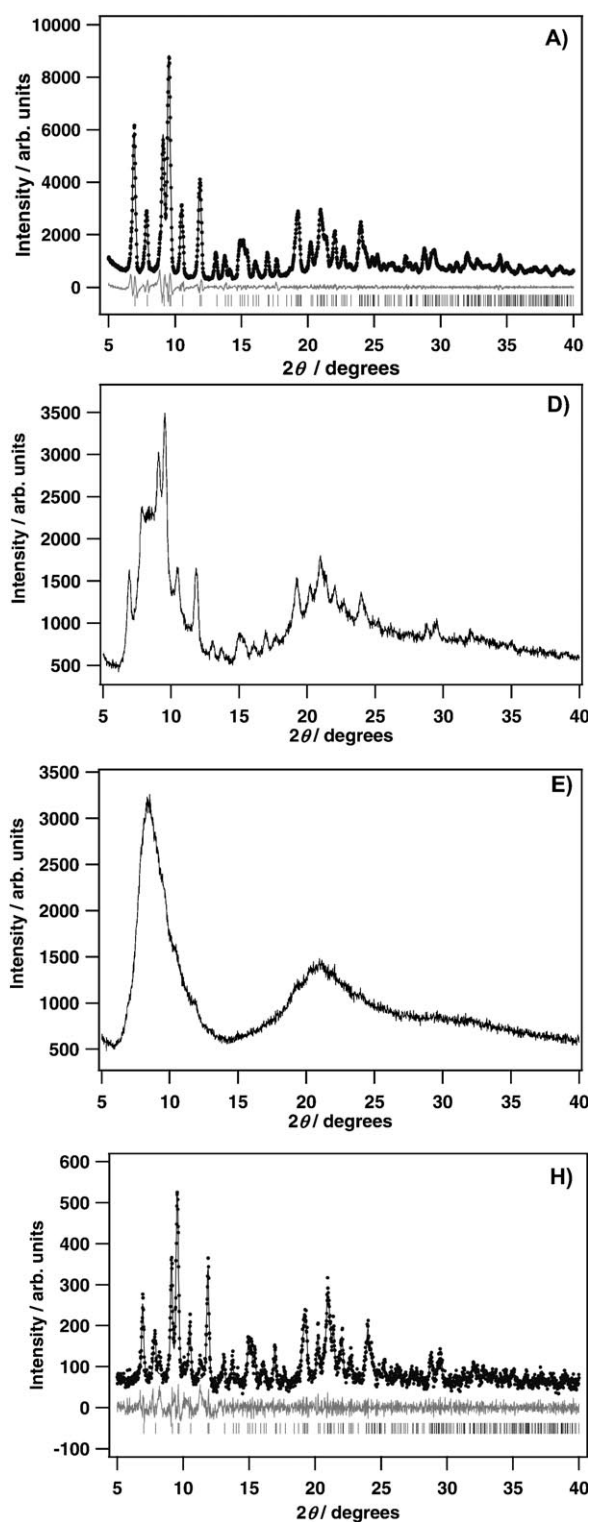 A)
10000
8000
6000
4000
2000
0
Intensity / arb. units
5 10 15 20 25 30 35 40
2θ / degrees
D)
3500
3000
2500
2000
1500
1000
500
Intensity / arb. units
5 10 15 20 25 30 35 40
2θ / degrees
E)
3500
3000
2500
2000
1500
1000
500
Intensity / arb. units
5 10 15 20 25 30 35 40
2θ / degrees
H)
600
500
400
300
200
100
0
-100
Intensity / arb. units
5 10 15 20 25 30 35 40
2θ / degrees